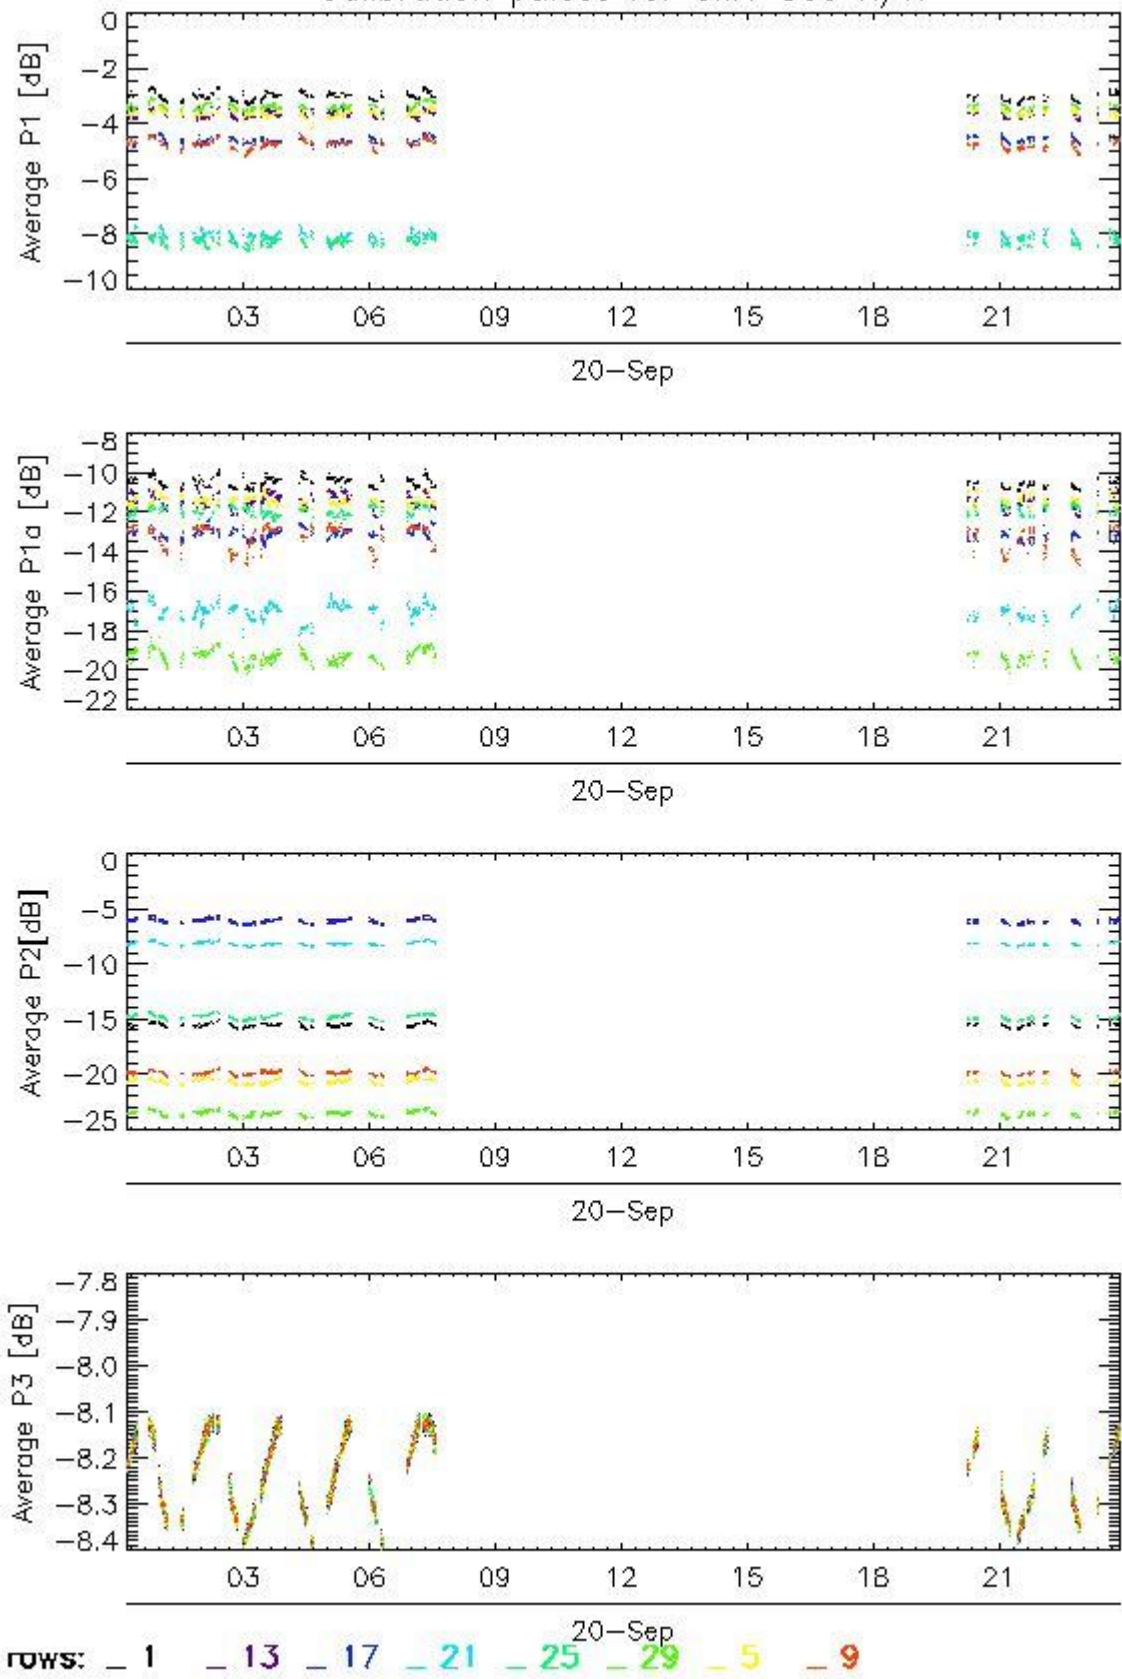 Average P1 [dB]
0
−2
−4
−6
−8
−10
03 06 09 12 15 18 21
20−Sep
Average P1a [dB]
−8
−10
−12
−14
−16
−18
−20
−22
03 06 09 12 15 18 21
20−Sep
Average P2[dB]
0
−5
−10
−15
−20
−25
03 06 09 12 15 18 21
20−Sep
Average P3 [dB]
−7.8
−7.9
−8.0
−8.1
−8.2
−8.3
−8.4
03 06 09 12 15 18 21
20−Sep
rows: _ 1 _ 13 _ 17 _ 21 _ 25 _ 29 _ 5 _ 9